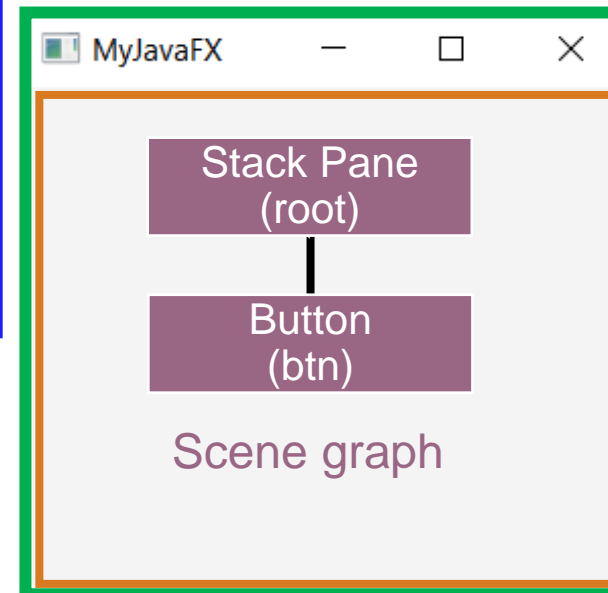 MyJavaFX
Stack Pane
(root)
Button
(btn)
Scene graph